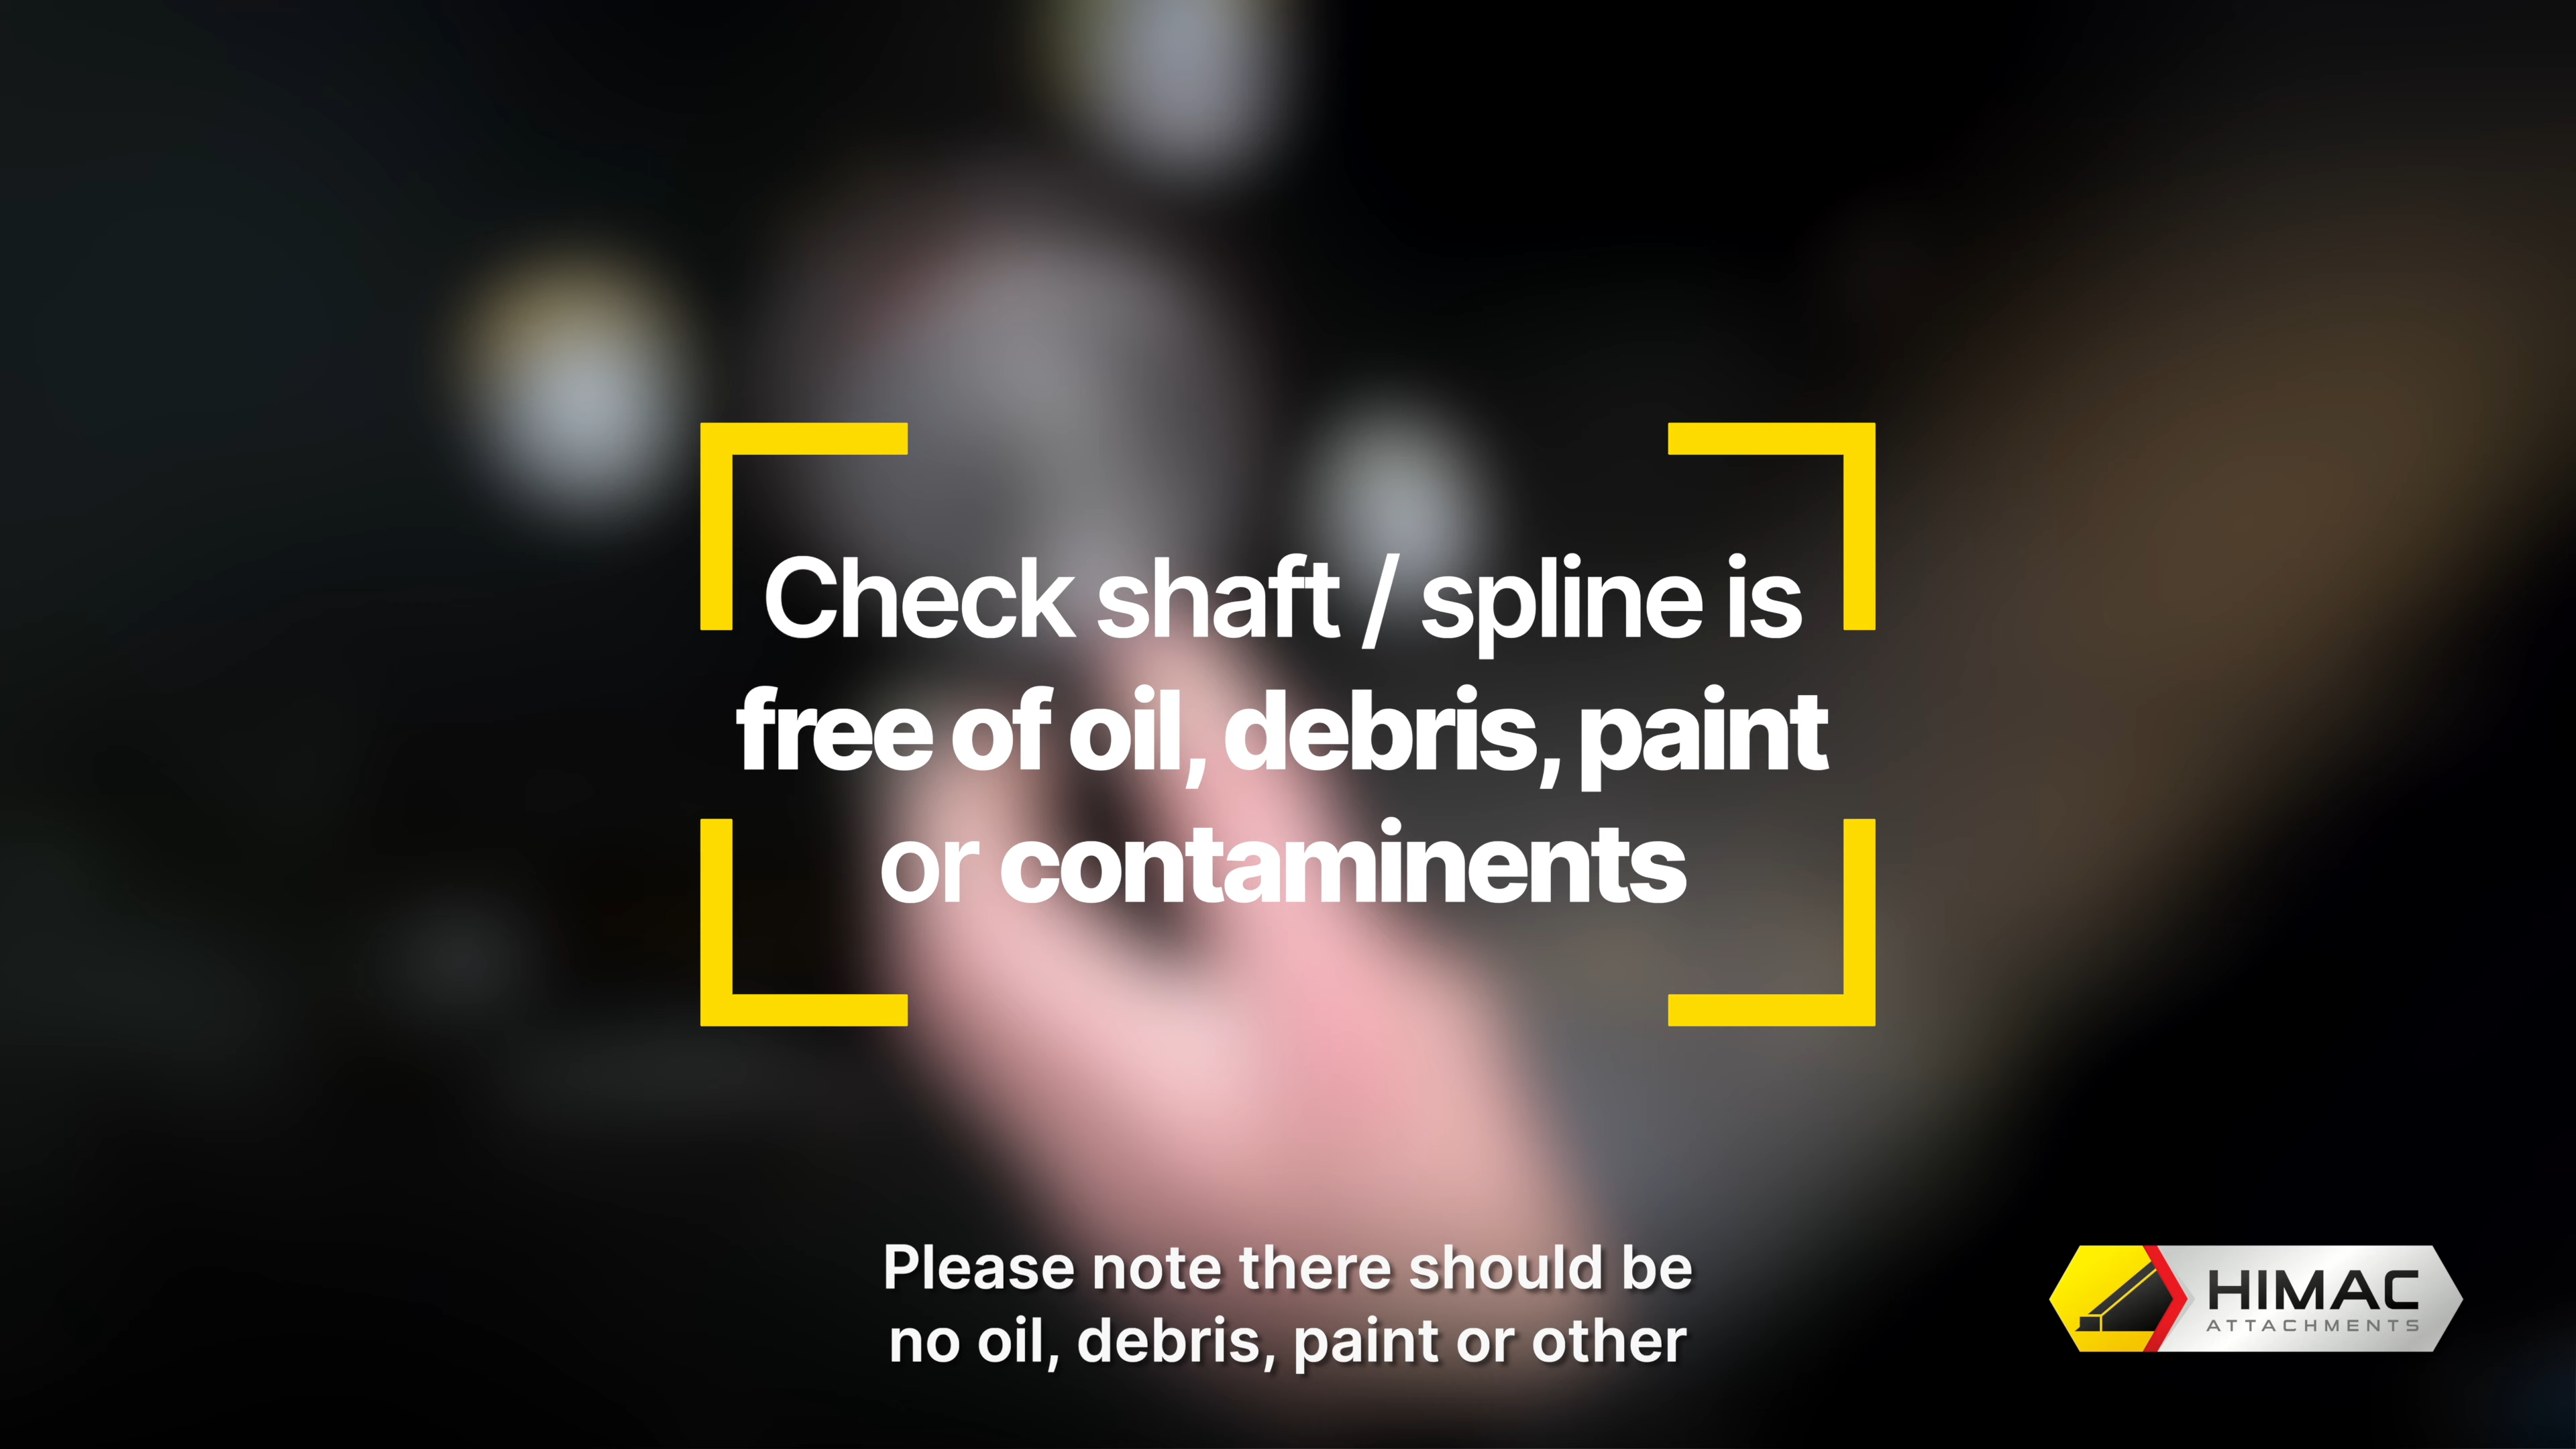 Check shaft / spline is
free of oil, debris, paint
or contaminents
Please note there should be
no oil, debris, paint or other
HIMAC
ATTACHMENTS